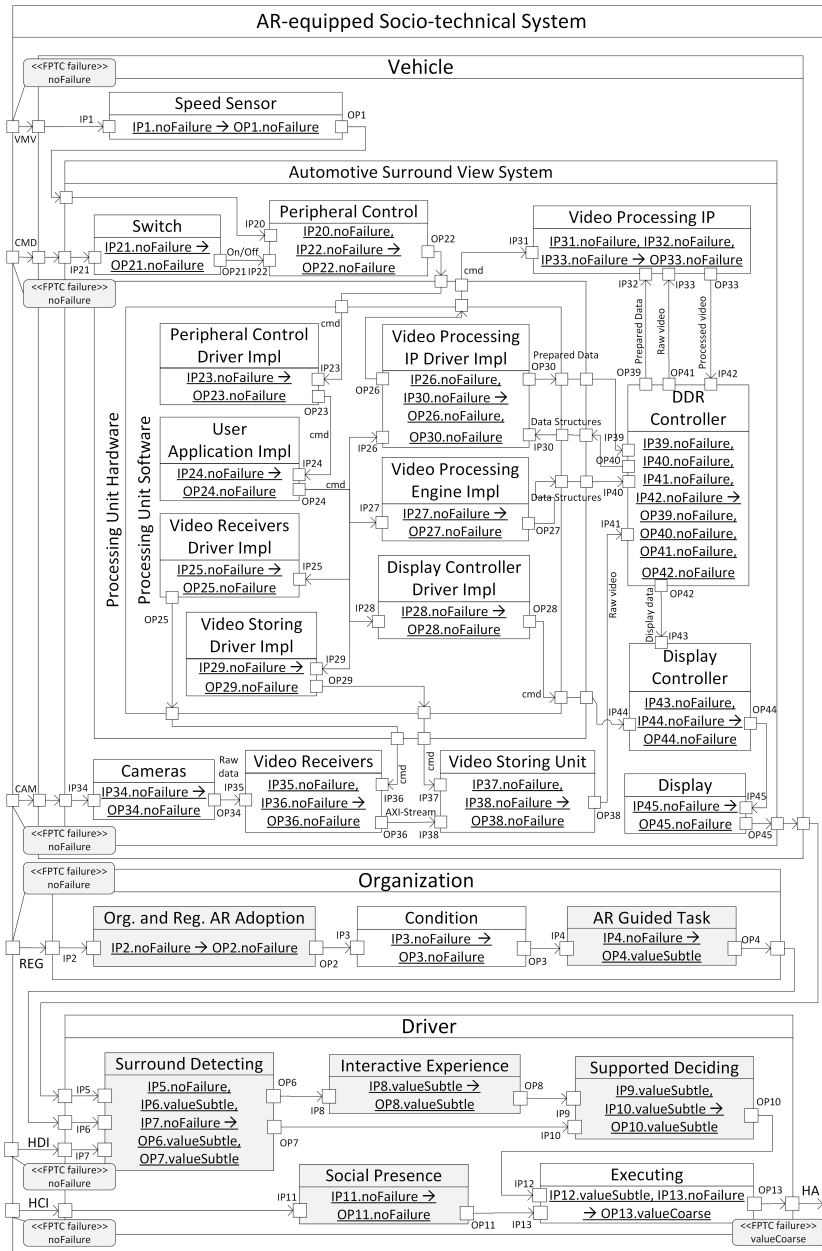 AR-equipped Socio-technical System
<<FPTC failure>>
noFailure
Vehicle
Speed Sensor
IP1.noFailure → OP1.noFailure
IP1
OP1
VMV
Automotive Surround View System
CMD
IP21
Switch
IP21.noFailure →
OP21.noFailure
On/Off
OP21
IP22
IP20
Peripheral Control
IP20.noFailure,
IP22.noFailure →
OP22.noFailure
OP22
cmd
IP31
Video Processing IP
IP31.noFailure, IP32.noFailure,
IP33.noFailure → OP33.noFailure
IP32
IP33
OP33
<<FPTC failure>>
noFailure
Prepared Data
Raw video
Processed video
OP39
OP41
IP42
Processing Unit Hardware
Processing Unit Software
cmd
Peripheral Control
Driver Impl
IP23.noFailure →
OP23.noFailure
IP23
OP23
cmd
User
Application Impl
IP24.noFailure →
OP24.noFailure
IP24
OP24
cmd
Video Receivers
Driver Impl
IP25.noFailure →
OP25.noFailure
IP25
OP25
Video Storing
Driver Impl
IP29.noFailure →
OP29.noFailure
IP29
OP29
Video Processing
IP Driver Impl
IP26.noFailure,
IP30.noFailure →
OP26.noFailure,
OP30.noFailure
OP26
IP26
Prepared Data
OP30
Data Structures
IP30
Video Processing
Engine Impl
IP27.noFailure →
OP27.noFailure
IP27
Data Structures
OP27
Display Controller
Driver Impl
IP28.noFailure →
OP28.noFailure
IP28
OP28
cmd
DDR
Controller
IP39.noFailure,
IP40.noFailure,
IP41.noFailure,
IP42.noFailure →
OP39.noFailure,
OP40.noFailure,
OP41.noFailure,
OP42.noFailure
IP39
OP40
IP40
IP41
Raw video
OP42
Display data
IP43
Display
Controller
IP43.noFailure,
IP44.noFailure →
OP44.noFailure
IP44
OP44
CAM
IP34
Cameras
IP34.noFailure →
OP34.noFailure
Raw
data
IP35
OP34
Video Receivers
IP35.noFailure,
IP36.noFailure →
OP36.noFailure
cmd
IP36
AXI-Stream
OP36
cmd
IP37
IP38
Video Storing Unit
IP37.noFailure,
IP38.noFailure →
OP38.noFailure
OP38
Display
IP45.noFailure →
OP45.noFailure
IP45
OP45
<<FPTC failure>>
noFailure
<<FPTC failure>>
noFailure
Organization
REG
IP2
Org. and Reg. AR Adoption
IP2.noFailure → OP2.noFailure
IP3
OP2
Condition
IP3.noFailure →
OP3.noFailure
IP4
OP3
AR Guided Task
IP4.noFailure →
OP4.valueSubtle
OP4
Driver
IP5
IP6
HDI
IP7
Surround Detecting
IP5.noFailure,
IP6.valueSubtle,
IP7.noFailure →
OP6.valueSubtle,
OP7.valueSubtle
OP6
OP7
IP8
Interactive Experience
IP8.valueSubtle →
OP8.valueSubtle
OP8
IP9
IP10
Supported Deciding
IP9.valueSubtle,
IP10.valueSubtle →
OP10.valueSubtle
OP10
<<FPTC failure>>
noFailure
HCI
IP11
Social Presence
IP11.noFailure →
OP11.noFailure
OP11
IP12
IP13
Executing
IP12.valueSubtle, IP13.noFailure
→ OP13.valueCoarse
OP13
HA
<<FPTC failure>>
noFailure
<<FPTC failure>>
valueCoarse